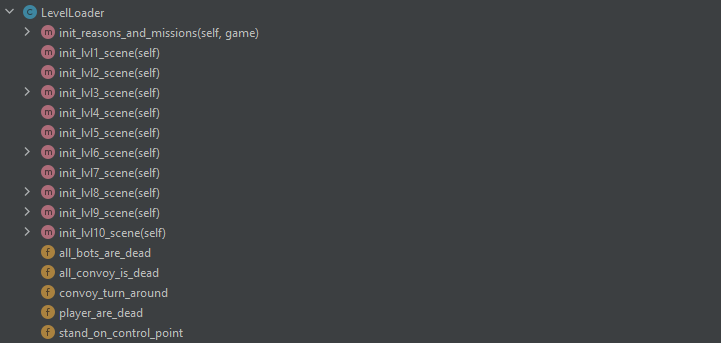 C LevelLoader
m init_reasons_and_missions(self, game)
m init_lvl1_scene(self)
m init_lvl2_scene(self)
m init_lvl3_scene(self)
m init_lvl4_scene(self)
m init_lvl5_scene(self)
m init_lvl6_scene(self)
m init_lvl7_scene(self)
m init_lvl8_scene(self)
m init_lvl9_scene(self)
m init_lvl10_scene(self)
f all_bots_are_dead
f all_convoy_is_dead
f convoy_turn_around
f player_are_dead
f stand_on_control_point